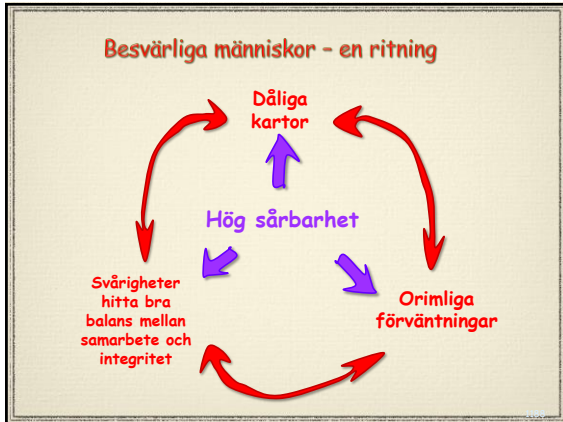 Besvärliga människor – en ritning
Dåliga
kartor
Hög sårbarhet
Svårigheter
hitta bra
balans mellan
samarbete och
integritet
Orimliga
förväntningar